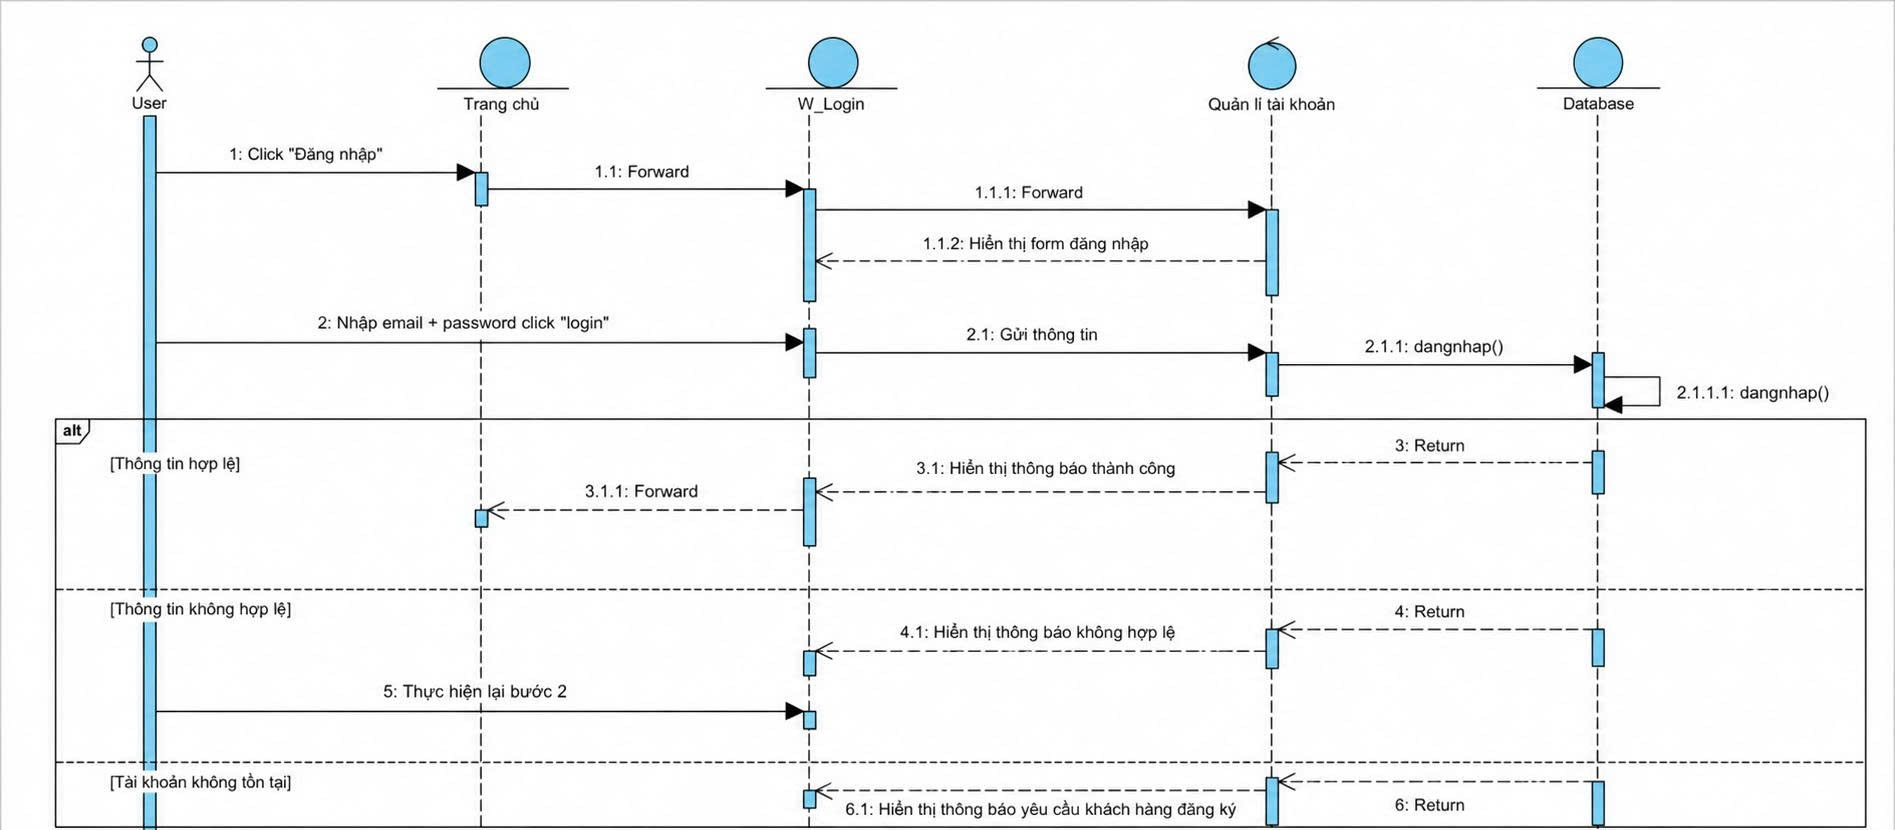 User
Trang chủ
W_Login
Quản lí tài khoản
Database
1: Click "Đăng nhập"
1.1: Forward
1.1.1: Forward
1.1.2: Hiển thị form đăng nhập
2: Nhập email + password click "login"
2.1: Gửi thông tin
2.1.1: dangnhap()
2.1.1.1: dangnhap()
alt
[Thông tin hợp lệ]
3: Return
3.1: Hiển thị thông báo thành công
3.1.1: Forward
[Thông tin không hợp lệ]
4: Return
4.1: Hiển thị thông báo không hợp lệ
5: Thực hiện lại bước 2
[Tài khoản không tồn tại]
6: Return
6.1: Hiển thị thông báo yêu cầu khách hàng đăng ký